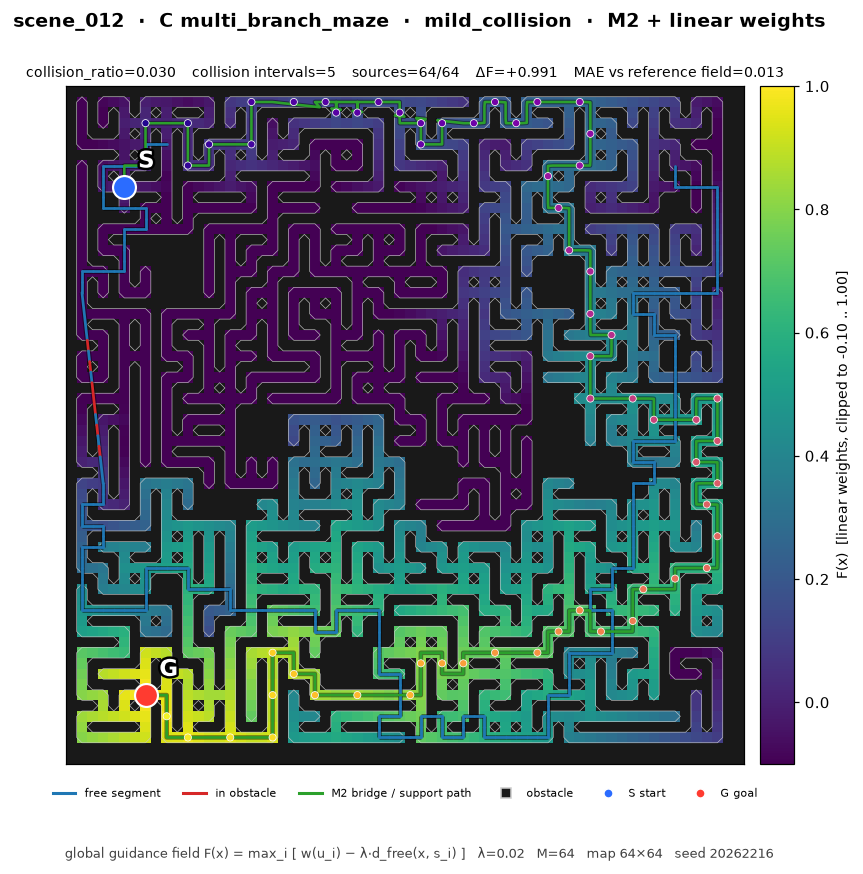 scene_012 · C multi_branch_maze · mild_collision · M2 + linear weights
collision_ratio=0.030 collision intervals=5 sources=64/64 ΔF=+0.991 MAE vs reference field=0.013
S
G
1.0
0.8
0.6
0.4
0.2
0.0
F(x) [linear weights, clipped to -0.10 .. 1.00]
free segment in obstacle M2 bridge / support path obstacle S start G goal
global guidance field F(x) = max_i [ w(u_i) − λ·d_free(x, s_i) ] λ=0.02 M=64 map 64×64 seed 20262216